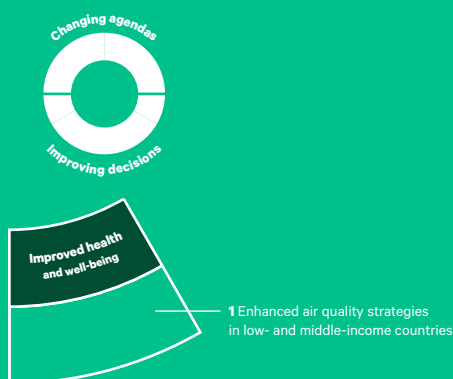 Changing agendas
Improving decisions
Improved health
and well-being
1 Enhanced air quality strategies
in low- and middle-income countries